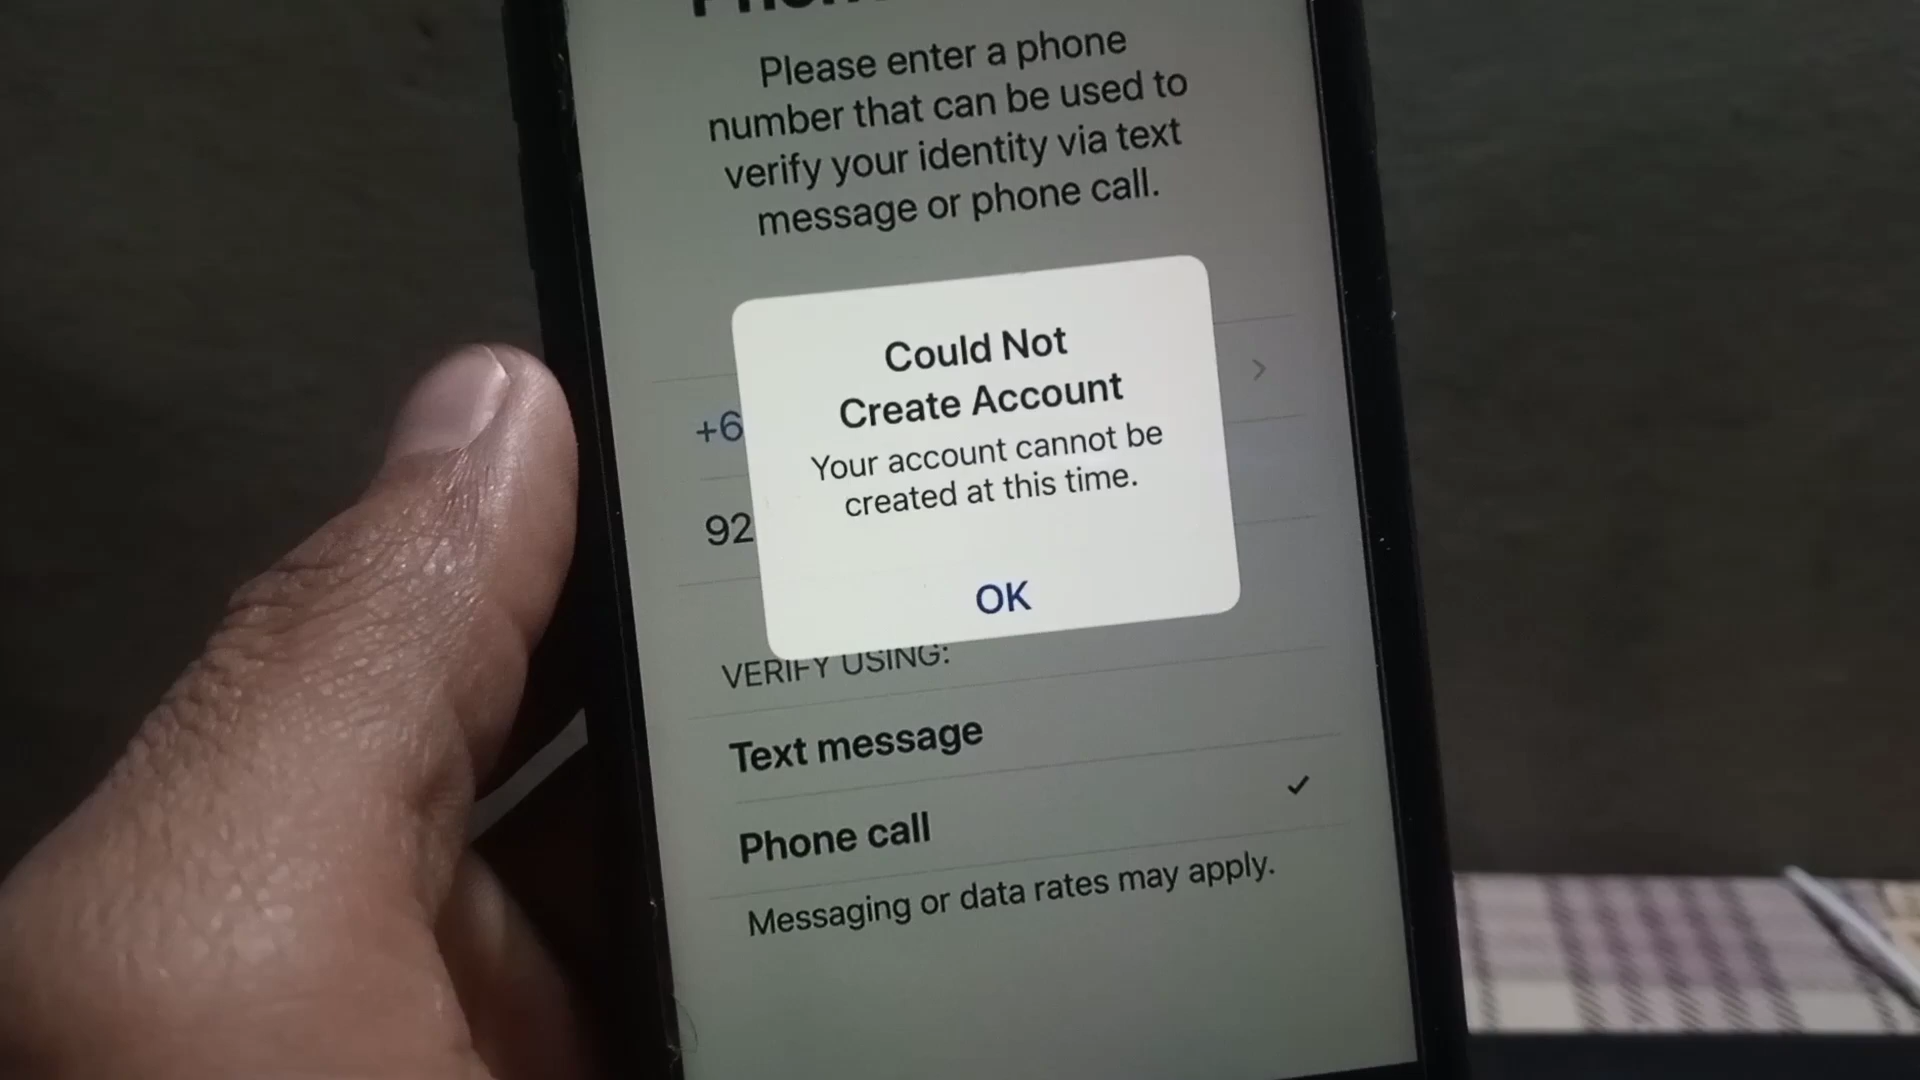 Please enter a phone
number that can be used to
verify your identity via text
message or phone call.
Could Not
Create Account
Your account cannot be
created at this time.
+6
92
OK
VERIFY USING:
Text message
Phone call
Messaging or data rates may apply.